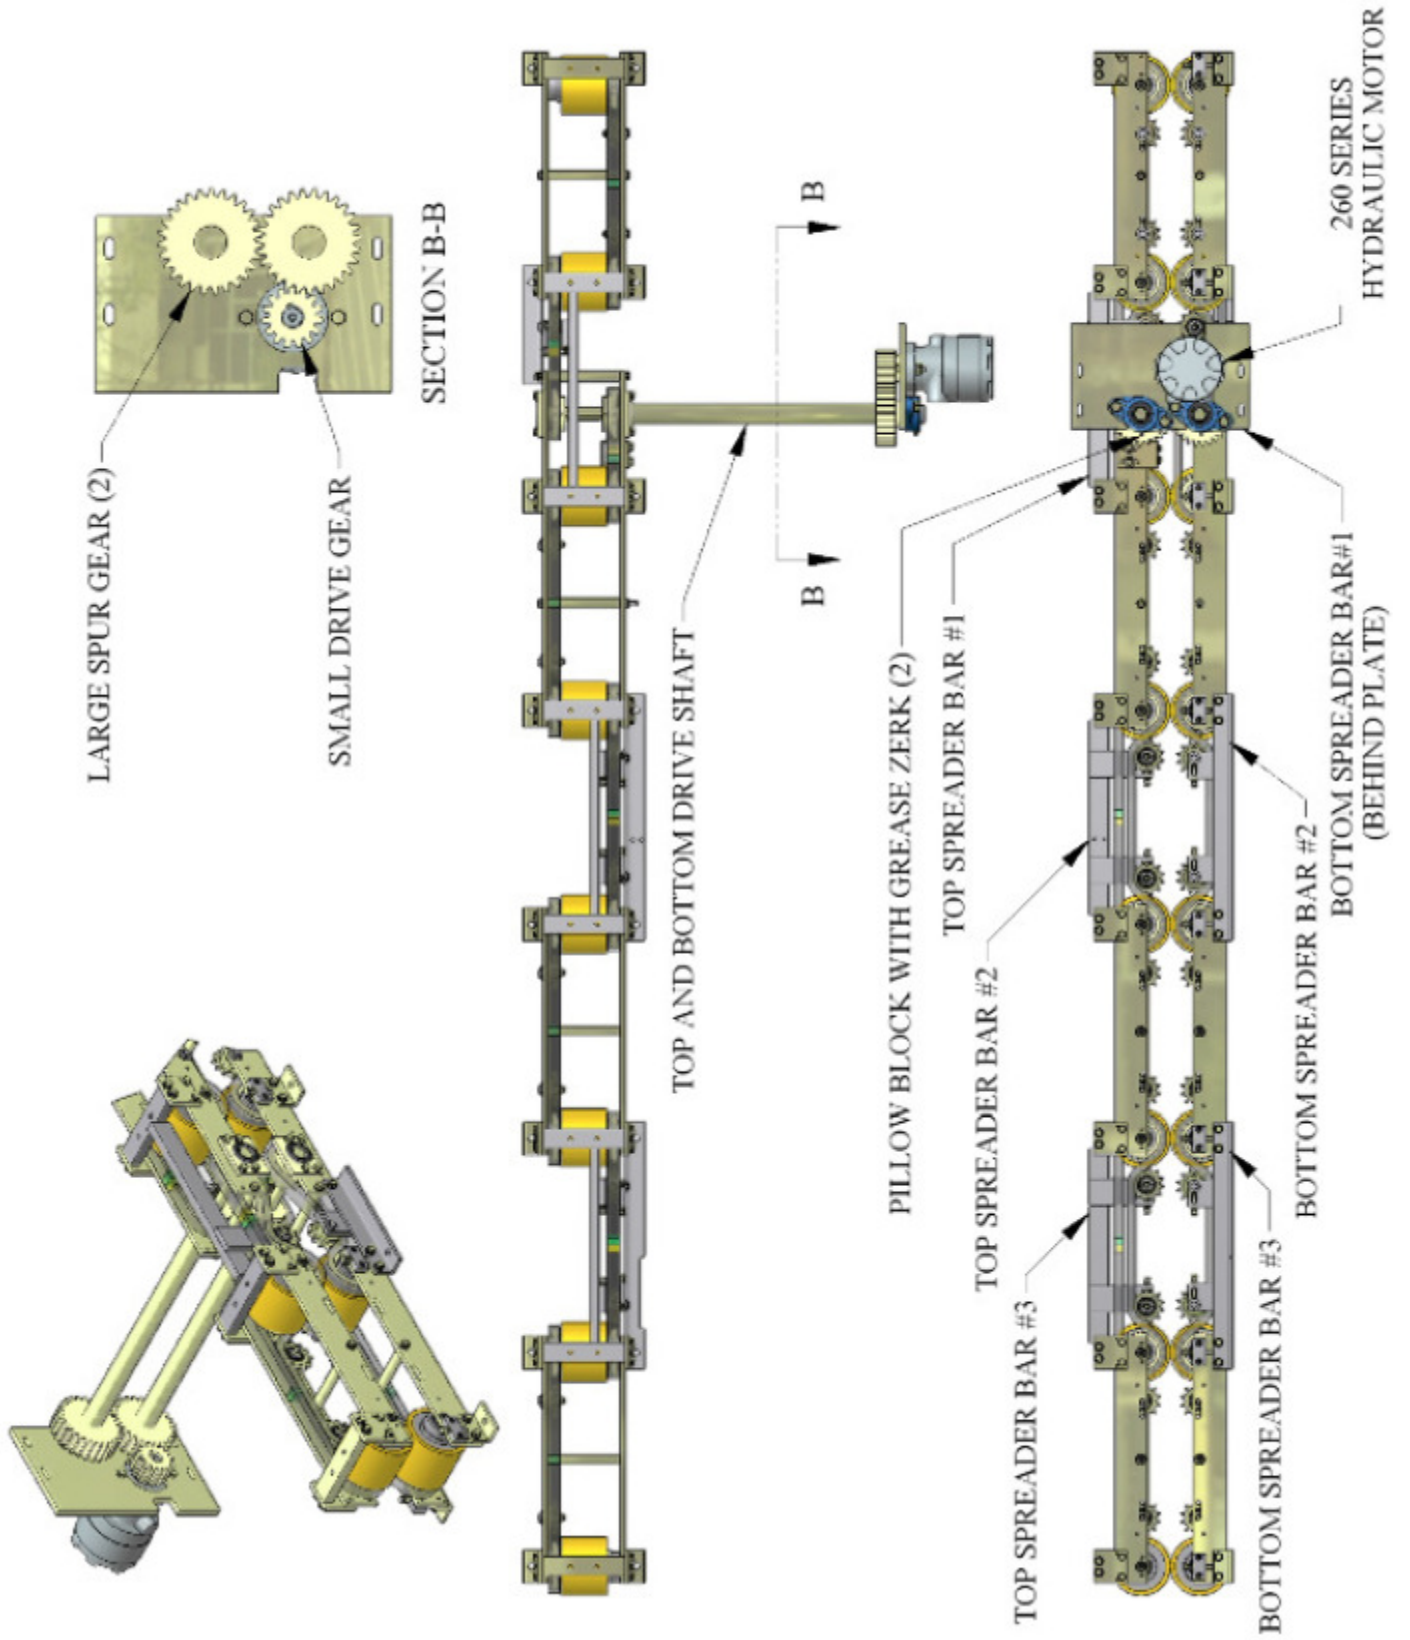 LARGE SPUR GEAR (2)
SMALL DRIVE GEAR
SECTION B-B
TOP AND BOTTOM DRIVE SHAFT
B
B
PILLOW BLOCK WITH GREASE ZERK (2)
TOP SPREADER BAR #1
TOP SPREADER BAR #2
TOP SPREADER BAR #3
260 SERIES
HYDRAULIC MOTOR
BOTTOM SPREADER BAR#1
(BEHIND PLATE)
BOTTOM SPREADER BAR #2
BOTTOM SPREADER BAR #3